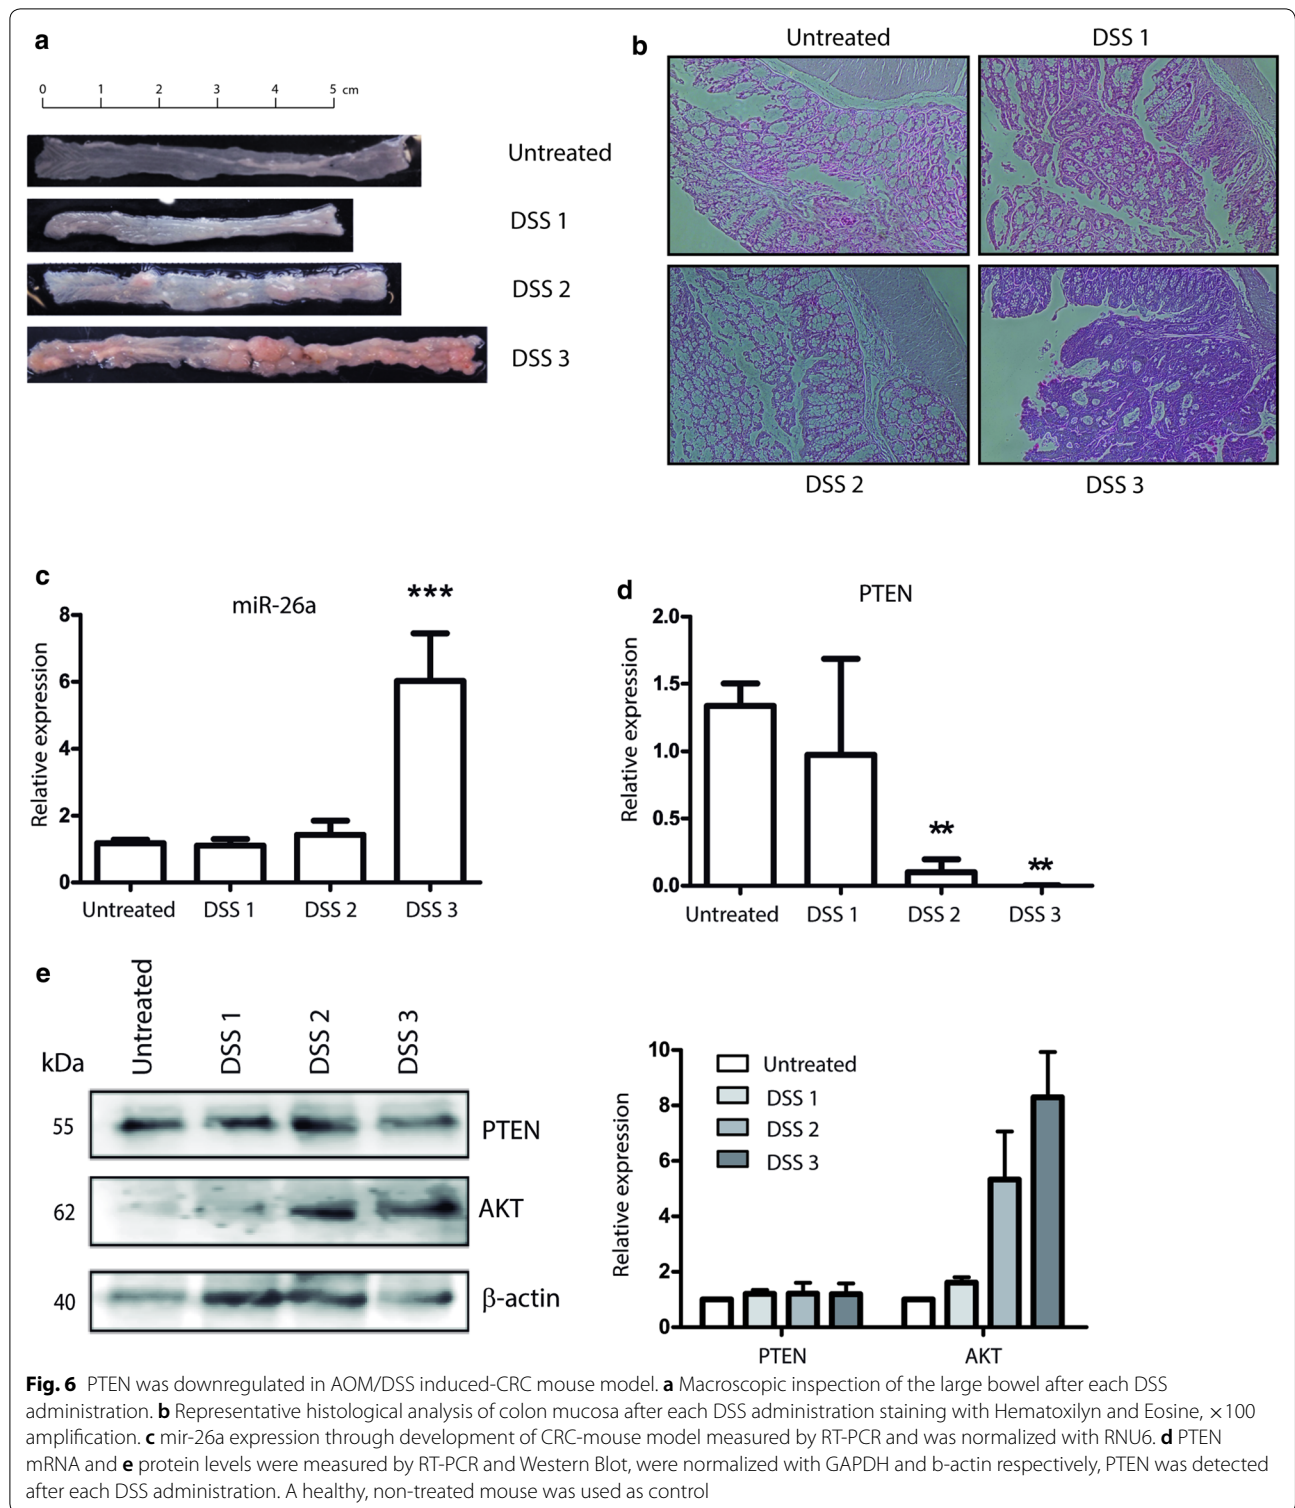 a
0 1 2 3 4 5 cm
Untreated
DSS 1
DSS 2
DSS 3
b
Untreated DSS 1
DSS 2 DSS 3
c
miR-26a
***
Relative expression
8
6
4
2
0
Untreated DSS 1 DSS 2 DSS 3
d
PTEN
Relative expression
2.0
1.5
1.0
0.5
0.0
**
**
Untreated DSS 1 DSS 2 DSS 3
e
kDa
Untreated
DSS 1
DSS 2
DSS 3
55 PTEN
62 AKT
40 β-actin
Relative expression
10
8
6
4
2
0
Untreated
DSS 1
DSS 2
DSS 3
PTEN AKT
Fig. 6 PTEN was downregulated in AOM/DSS induced-CRC mouse model. a Macroscopic inspection of the large bowel after each DSS
administration. b Representative histological analysis of colon mucosa after each DSS administration staining with Hematoxilyn and Eosine, ×100
amplification. c mir-26a expression through development of CRC-mouse model measured by RT-PCR and was normalized with RNU6. d PTEN
mRNA and e protein levels were measured by RT-PCR and Western Blot, were normalized with GAPDH and b-actin respectively, PTEN was detected
after each DSS administration. A healthy, non-treated mouse was used as control